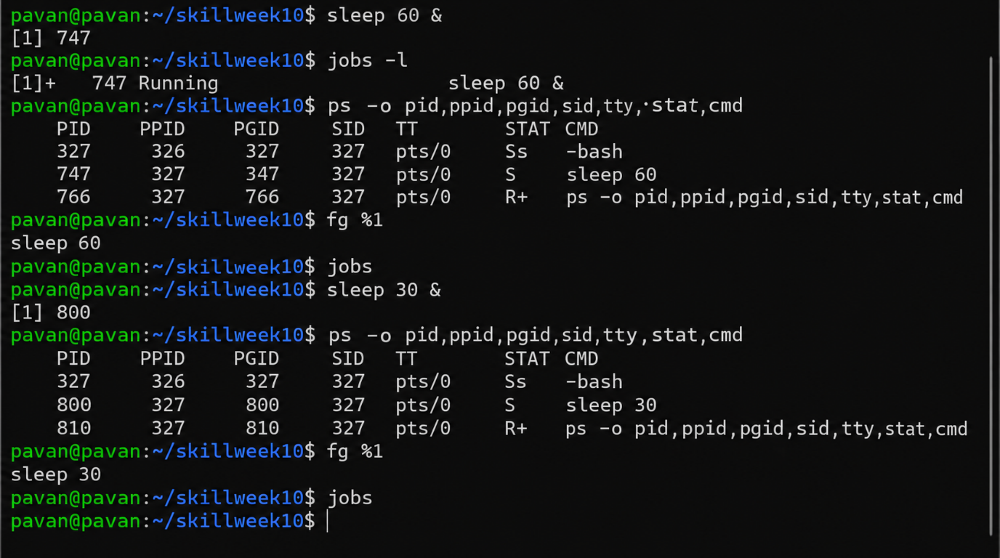 pavan@pavan:~/skillweek10$ sleep 60 &
[1] 747
pavan@pavan:~/skillweek10$ jobs -l
[1]+   747 Running                    sleep 60 &
pavan@pavan:~/skillweek10$ ps -o pid,ppid,pgid,sid,tty,·stat,cmd
    PID    PPID    PGID     SID   TT        STAT CMD
    327     326     327     327   pts/0     Ss   -bash
    747     327     347     327   pts/0     S    sleep 60
    766     327     766     327   pts/0     R+   ps -o pid,ppid,pgid,sid,tty,stat,cmd
pavan@pavan:~/skillweek10$ fg %1
sleep 60
pavan@pavan:~/skillweek10$ jobs
pavan@pavan:~/skillweek10$ sleep 30 &
[1] 800
pavan@pavan:~/skillweek10$ ps -o pid,ppid,pgid,sid,tty,stat,cmd
    PID    PPID    PGID     SID   TT        STAT CMD
    327     326     327     327   pts/0     Ss   -bash
    800     327     800     327   pts/0     S    sleep 30
    810     327     810     327   pts/0     R+   ps -o pid,ppid,pgid,sid,tty,stat,cmd
pavan@pavan:~/skillweek10$ fg %1
sleep 30
pavan@pavan:~/skillweek10$ jobs
pavan@pavan:~/skillweek10$